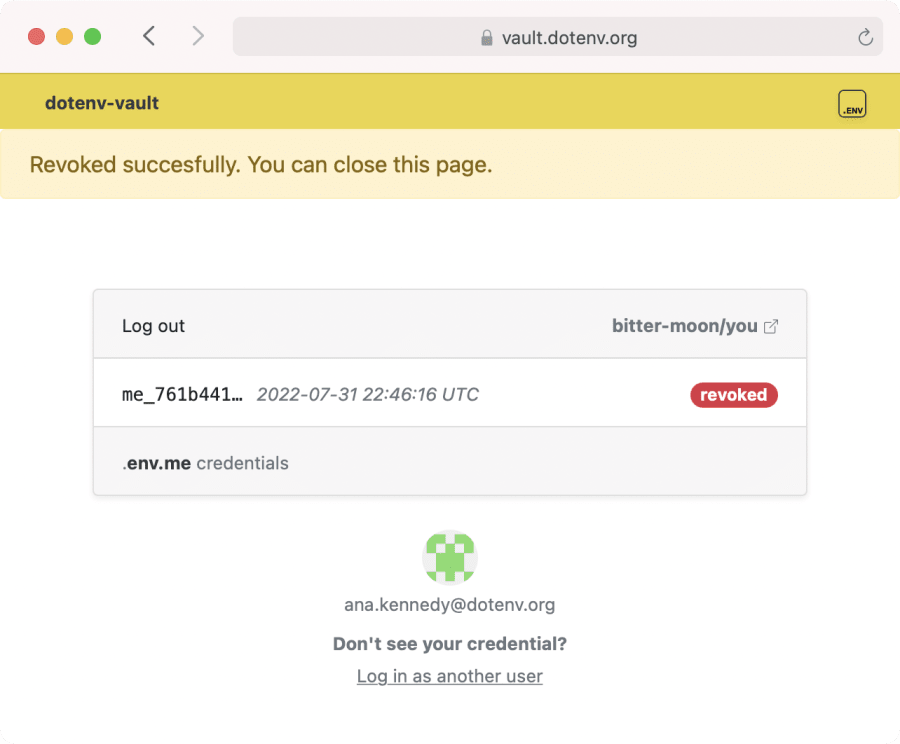 vault.dotenv.org
dotenv-vault
.ENV
Revoked succesfully. You can close this page.
Log out
bitter-moon/you
me_761b441… 2022-07-31 22:46:16 UTC
revoked
.env.me credentials
ana.kennedy@dotenv.org
Don't see your credential?
Log in as another user